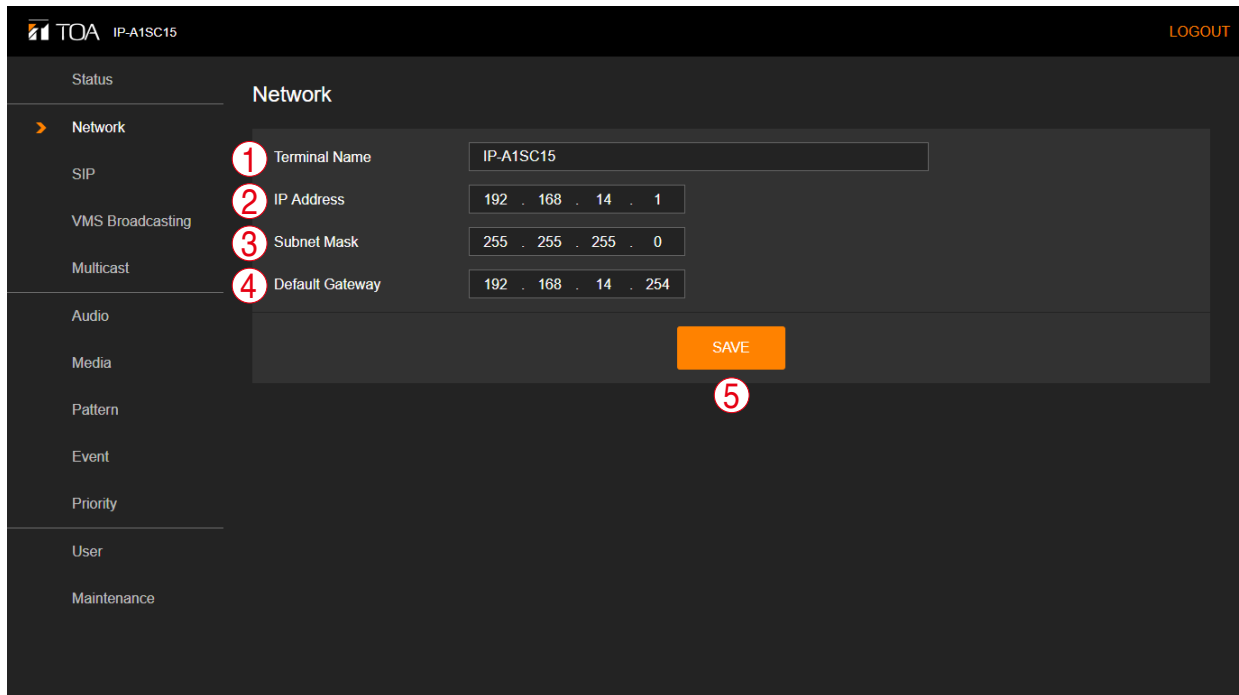 TOA IP-A1SC15
LOGOUT
Status
Network
SIP
VMS Broadcasting
Multicast
Audio
Media
Pattern
Event
Priority
User
Maintenance
Network
1 Terminal Name IP-A1SC15
2 IP Address 192 . 168 . 14 . 1
3 Subnet Mask 255 . 255 . 255 . 0
4 Default Gateway 192 . 168 . 14 . 254
SAVE
5